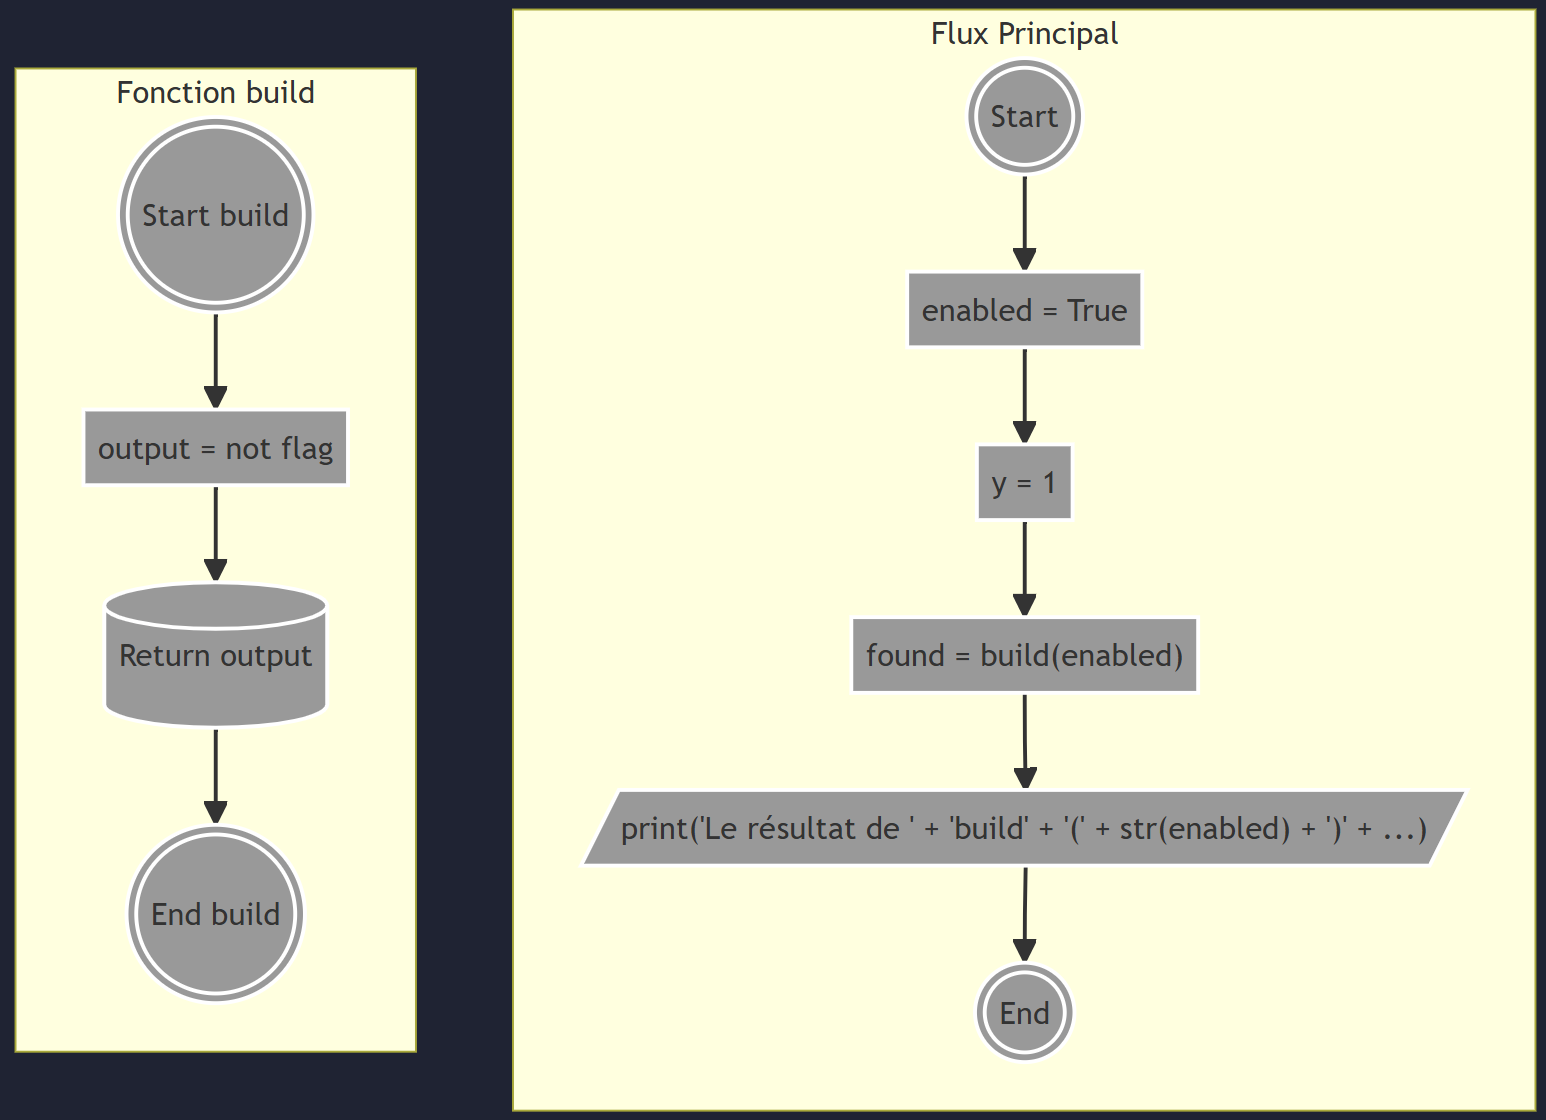 Fonction build
Start build
output = not flag
Return output
End build
Flux Principal
Start
enabled = True
y = 1
found = build(enabled)
print('Le résultat de ' + 'build' + '(' + str(enabled) + ')' + ...)
End